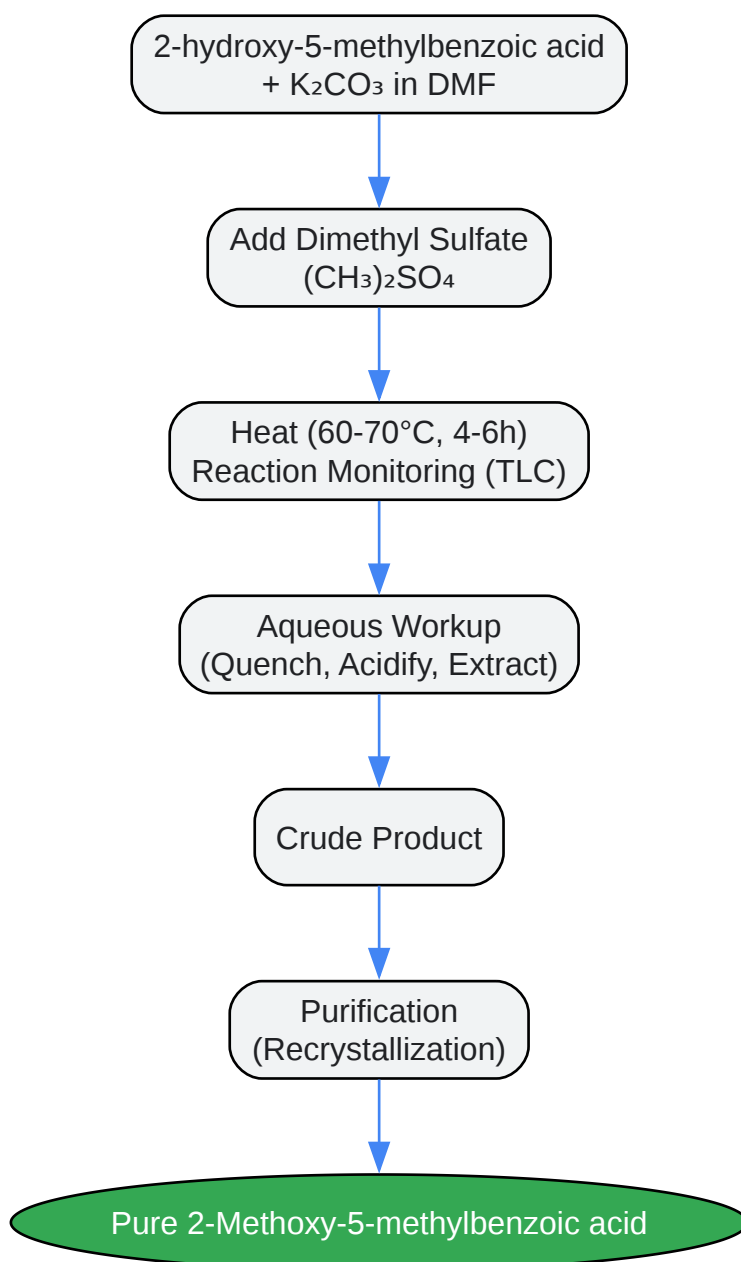 2-hydroxy-5-methylbenzoic acid
+ K₂CO₃ in DMF
Add Dimethyl Sulfate
(CH₃)₂SO₄
Heat (60-70°C, 4-6h)
Reaction Monitoring (TLC)
Aqueous Workup
(Quench, Acidify, Extract)
Crude Product
Purification
(Recrystallization)
Pure 2-Methoxy-5-methylbenzoic acid